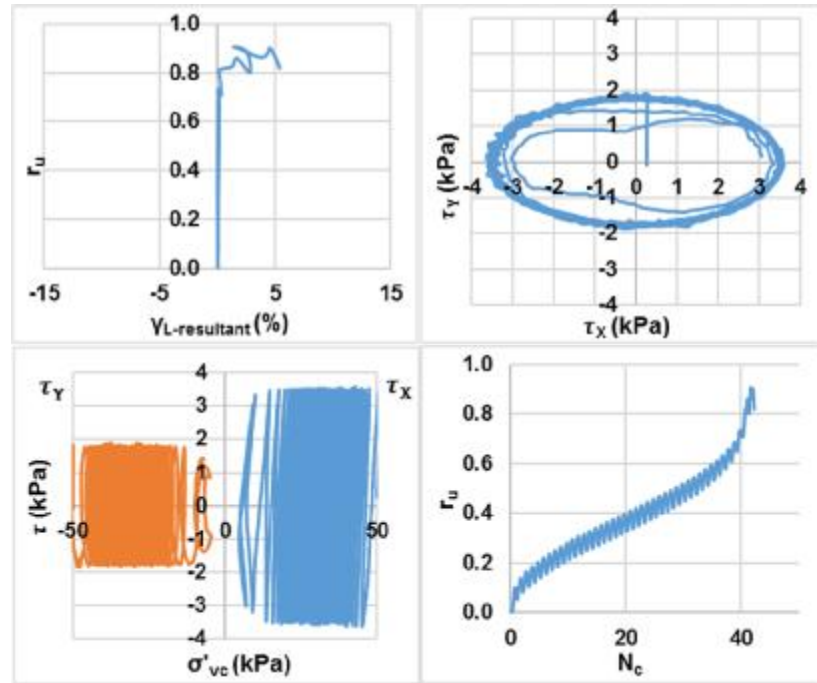 1.0
0.8
0.6
0.4
0.2
0.0
r_u
-15 -5 5 15
γ_L-resultant (%)
4
3
2
1
0
-1
-2
-3
-4
τ_Y (kPa)
-4 -3 -2 -1 0 1 2 3 4
τ_X (kPa)
τ_Y τ_X
4
3
2
1
0
-1
-2
-3
-4
τ (kPa)
-50 0 50
σ'_vc (kPa)
1.0
0.8
0.6
0.4
0.2
0.0
r_u
0 20 40
N_c